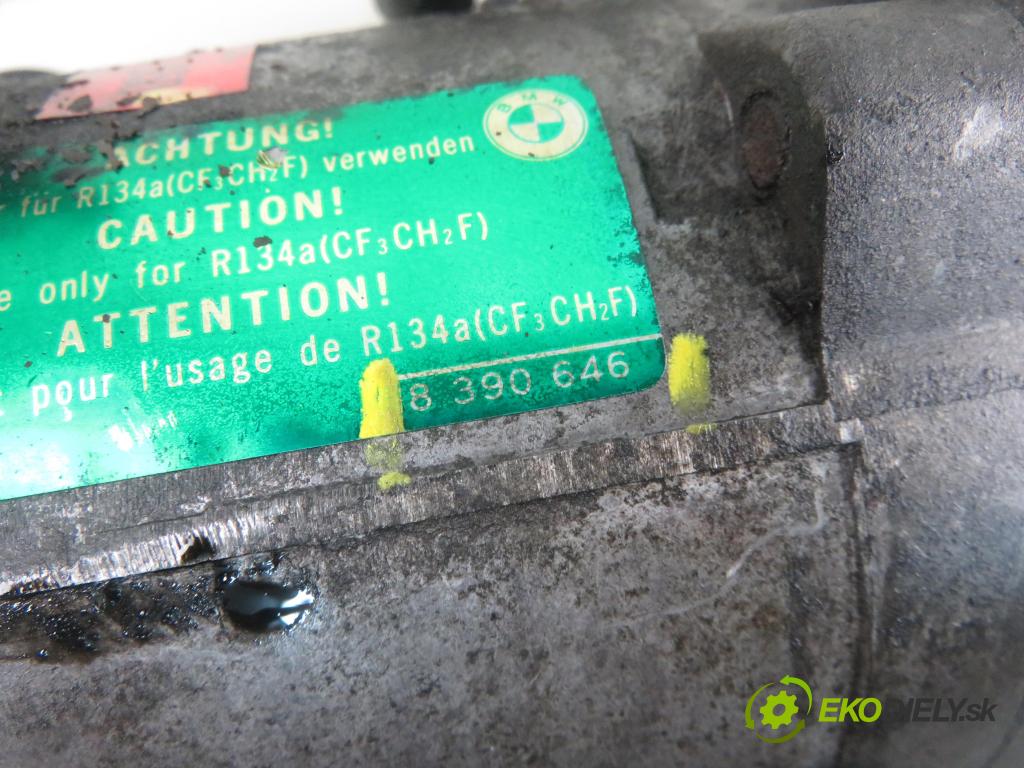 BMW
ACHTUNG!
für R134a(CF₃CH₂F) verwenden
CAUTION!
only for R134a(CF₃CH₂F)
ATTENTION!
pour l'usage de R134a(CF₃CH₂F)
8 390 646
EKODIELY.sk